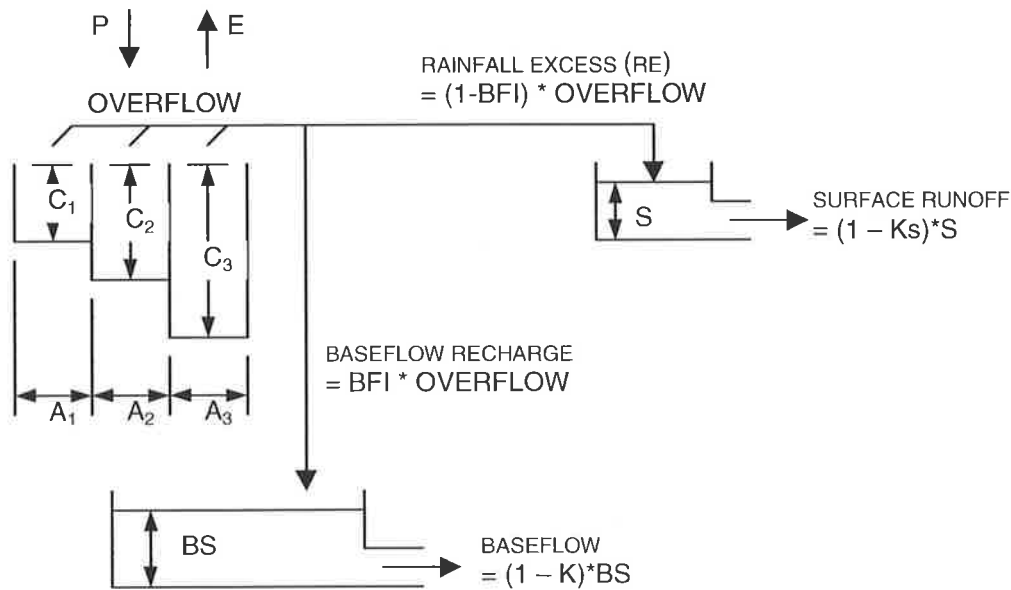 P E
OVERFLOW
RAINFALL EXCESS (RE)
= (1-BFI) * OVERFLOW
C₁
C₂
C₃
S
SURFACE RUNOFF
= (1 – Ks)*S
BASEFLOW RECHARGE
= BFI * OVERFLOW
A₁ A₂ A₃
BS
BASEFLOW
= (1 – K)*BS